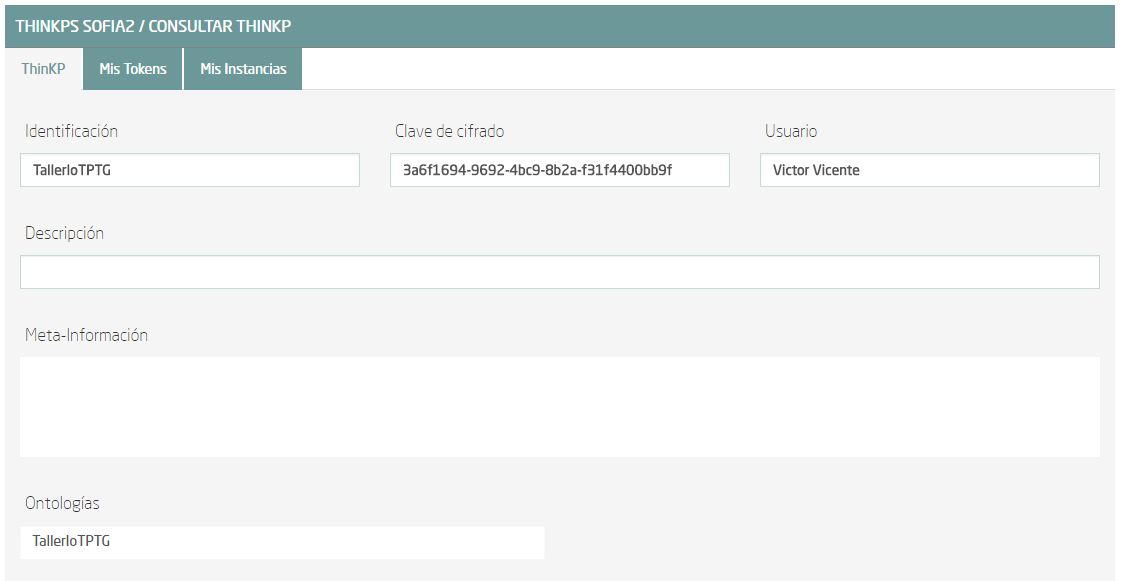 THINKPS SOFIA2 / CONSULTAR THINKP
ThinKP Mis Tokens Mis Instancias
Identificación Clave de cifrado Usuario
TallerIoTPTG 3a6f1694-9692-4bc9-8b2a-f31f4400bb9f Victor Vicente
Descripción
Meta-Información
Ontologías
TallerIoTPTG